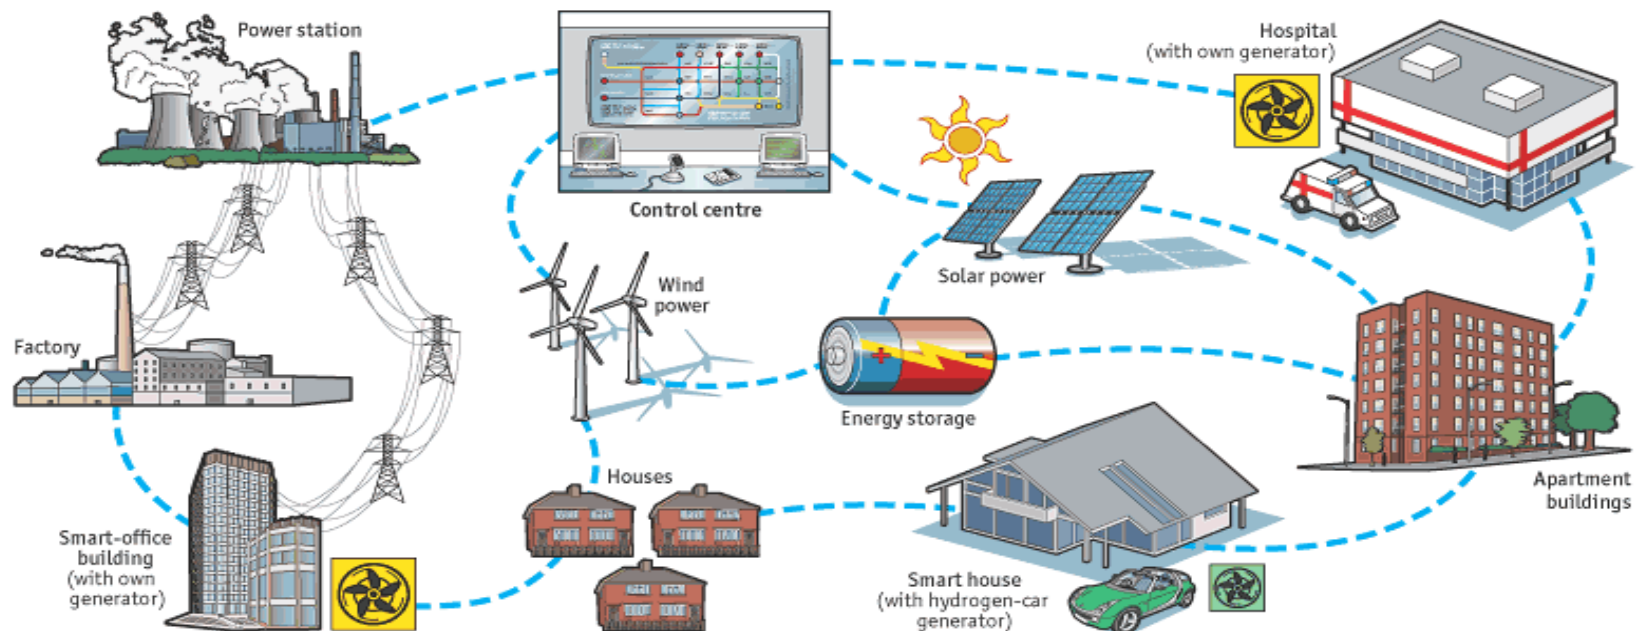 Power station
Hospital
(with own generator)
Control centre
Solar power
Wind
power
Factory
Energy storage
Houses
Apartment
buildings
Smart-office
building
(with own
generator)
Smart house
(with hydrogen-car
generator)